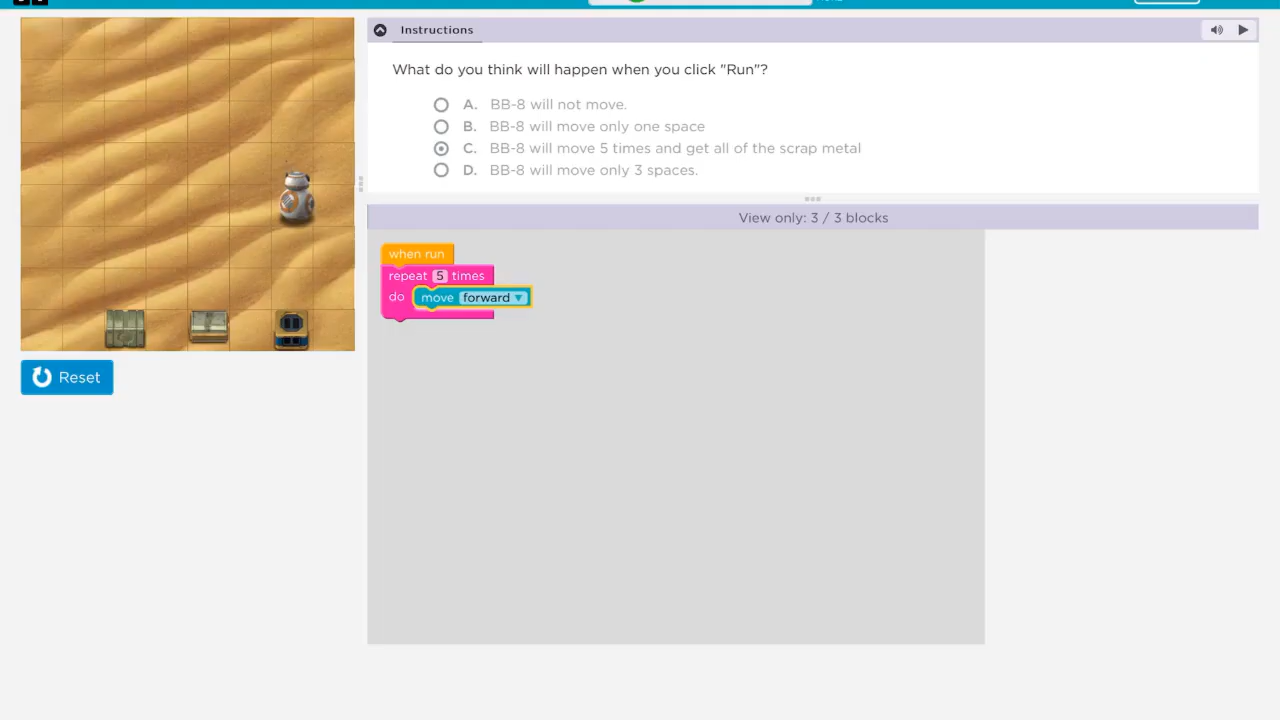 Instructions
What do you think will happen when you click "Run"?
A. BB-8 will not move.
B. BB-8 will move only one space
C. BB-8 will move 5 times and get all of the scrap metal
D. BB-8 will move only 3 spaces.
View only: 3 / 3 blocks
when run
repeat 5 times
do move forward
Reset